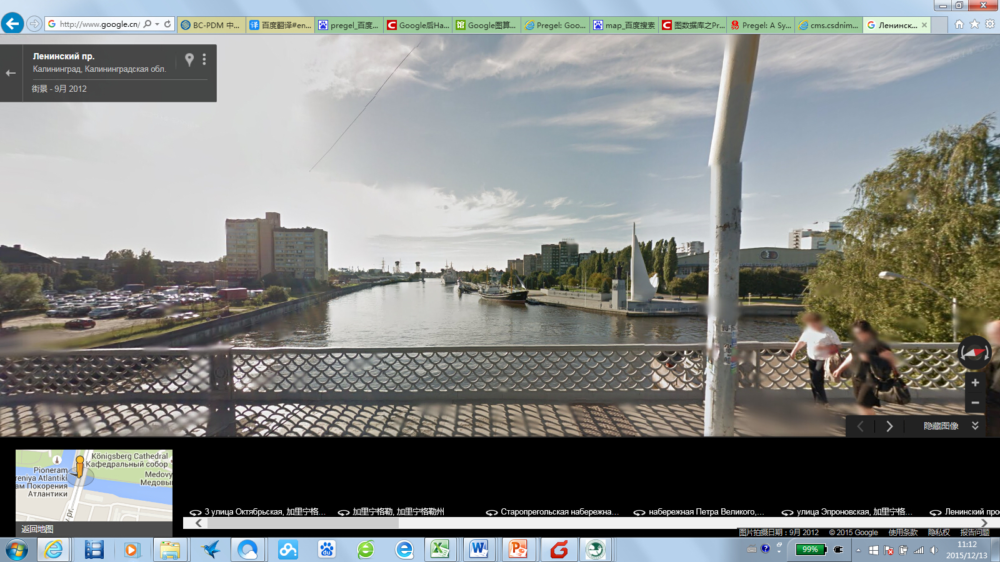 http://www.google.cn/
BC-PDM 中...
百度翻译#en...
pregel_百度...
Google后Ha...
Google图算...
Pregel: Goo...
map_百度搜索
图数据库之Pr...
Pregel: A Sy...
cms.csdnim...
Ленинск...
Ленинский пр.
Калининград, Калининградская обл.
街景 - 9月 2012
隐藏图像
Königsberg Cathedral
Кафедральный собор
Pioneram
reniya Atlantiki
ам Покорения
Атлантики
Medovy
Медовый
рг.
返回地图
3 улица Октябрьская, 加里宁格...
加里宁格勒, 加里宁格勒州
Старопрегольская набережна...
набережная Петра Великого,...
улица Эпроновская, 加里宁格...
Ленинский прос
图片拍摄日期：9月 2012
© 2015 Google
使用条款
隐私权
报告问题
99%
11:12
2015/12/13